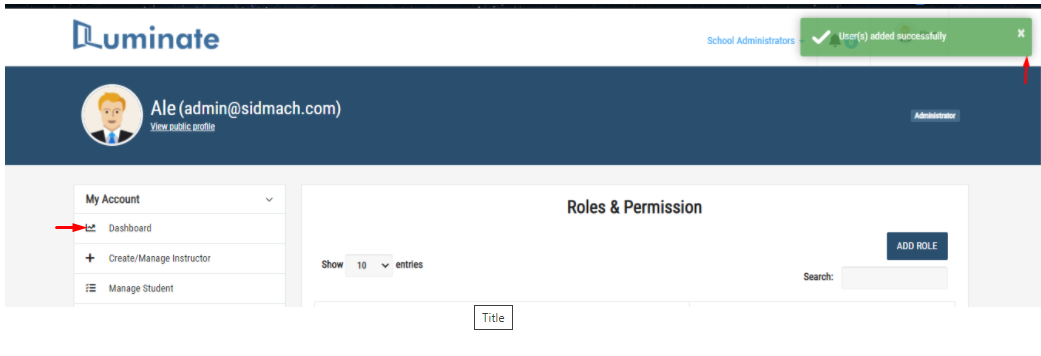 Lluminate
School Administrators
User(s) added successfully
×
Ale (admin@sidmach.com)
View public profile
Administrator
My Account
Dashboard
Create/Manage Instructor
Manage Student
Roles & Permission
ADD ROLE
Show 10 entries
Search:
Title